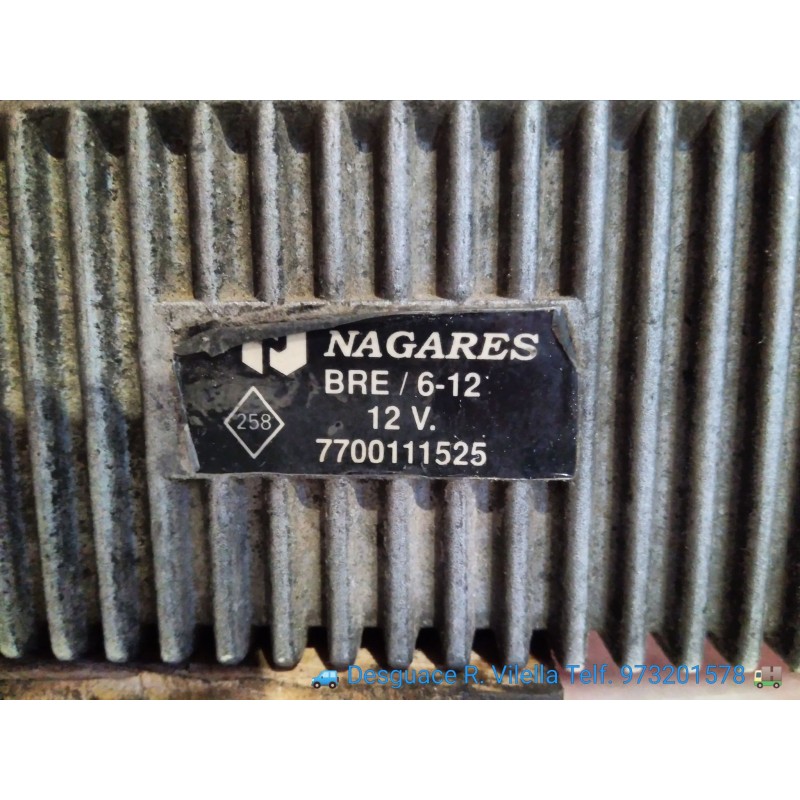 NAGARES
BRE / 6-12
258
12 V.
7700111525
Desguace R. Vilella Telf. 973201578